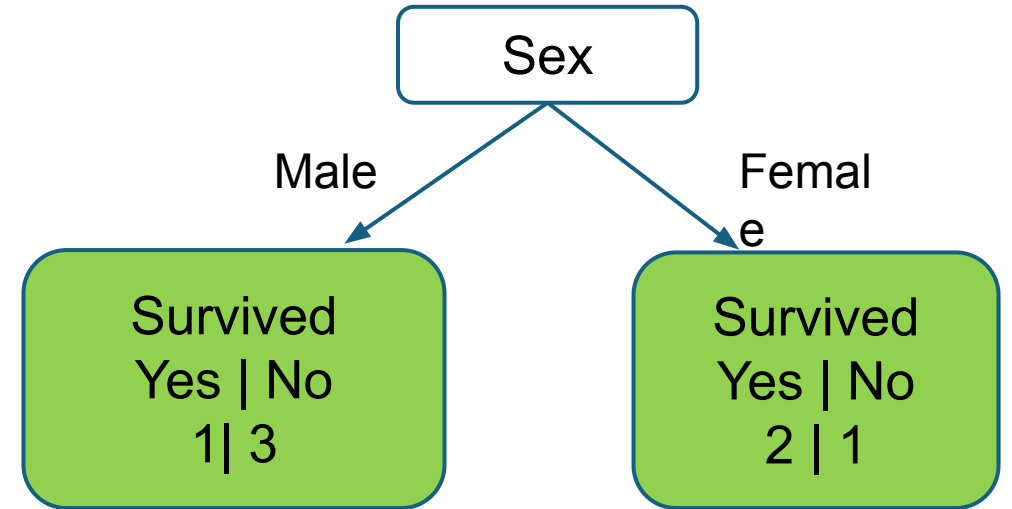 Sex
Male
Femal
e
Survived
Yes | No
1| 3
Survived
Yes | No
2 | 1